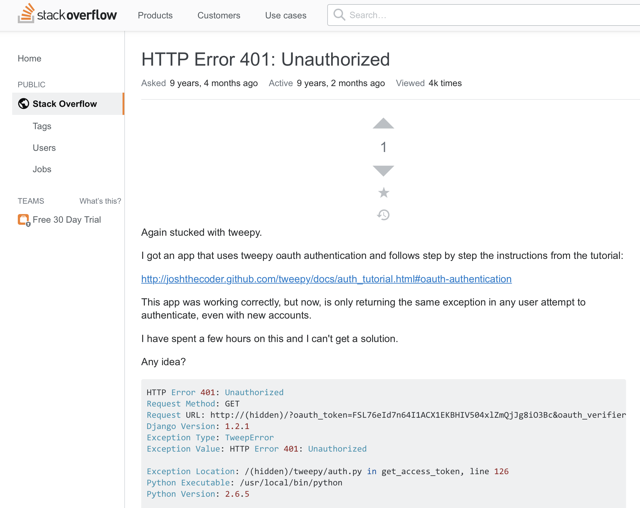 stackoverflow Products Customers Use cases Search…
HTTP Error 401: Unauthorized
Asked 9 years, 4 months ago Active 9 years, 2 months ago Viewed 4k times
Home
PUBLIC
Stack Overflow
Tags
Users
Jobs
TEAMS What's this?
Free 30 Day Trial
1
Again stucked with tweepy.
I got an app that uses tweepy oauth authentication and follows step by step the instructions from the tutorial:
http://joshthecoder.github.com/tweepy/docs/auth_tutorial.html#oauth-authentication
This app was working correctly, but now, is only returning the same exception in any user attempt to
authenticate, even with new accounts.
I have spent a few hours on this and I can't get a solution.
Any idea?
HTTP Error 401: Unauthorized
Request Method: GET
Request URL: http://(hidden)/?oauth_token=FSL76eId7n64I1ACX1EKBHIV504xlZmQjJg8iO3Bc&oauth_verifier
Django Version: 1.2.1
Exception Type: TweepError
Exception Value: HTTP Error 401: Unauthorized
Exception Location: /(hidden)/tweepy/auth.py in get_access_token, line 126
Python Executable: /usr/local/bin/python
Python Version: 2.6.5